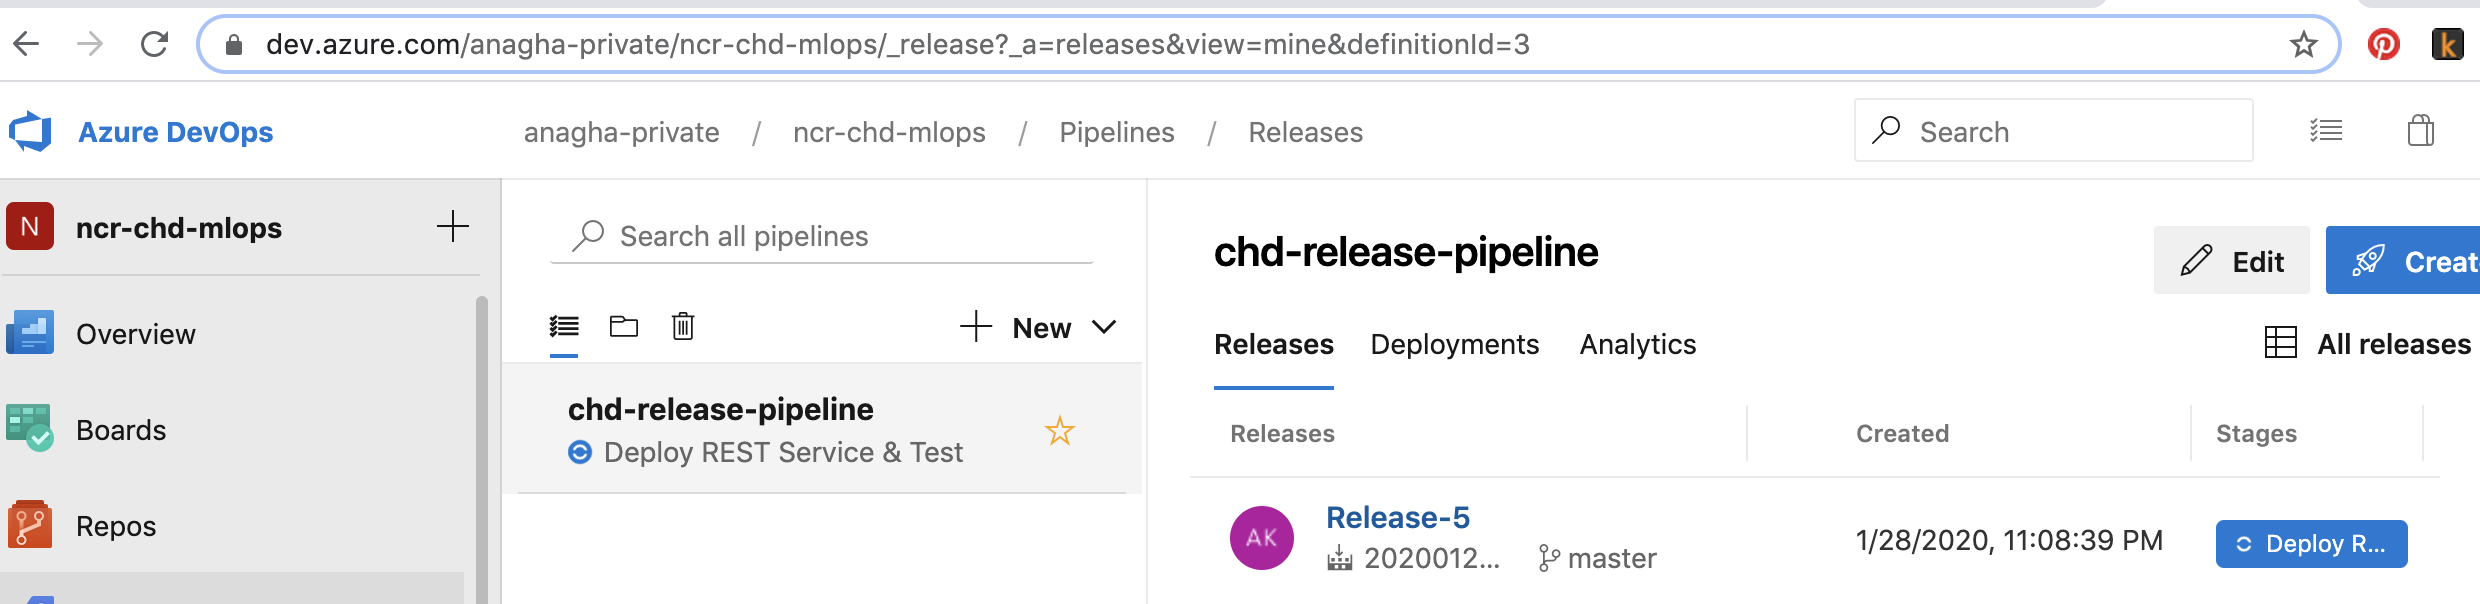 dev.azure.com/anagha-private/ncr-chd-mlops/_release?_a=releases&view=mine&definitionId=3
k
Azure DevOps
anagha-private / ncr-chd-mlops / Pipelines / Releases
Search
N ncr-chd-mlops
Overview
Boards
Repos
Search all pipelines
New
chd-release-pipeline
Deploy REST Service & Test
chd-release-pipeline
Edit
Creat
Releases Deployments Analytics
All releases
Releases Created Stages
AK
Release-5
2020012... master
1/28/2020, 11:08:39 PM
Deploy R...